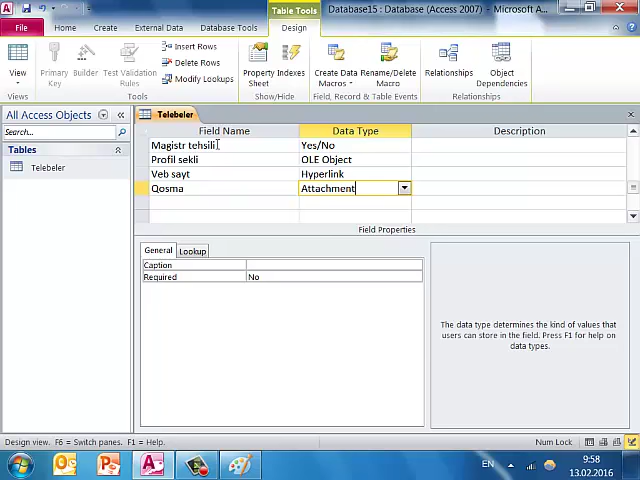 Table Tools
Database15 : Database (Access 2007) - Microsoft A...
File
Home
Create
External Data
Database Tools
Design
View
Primary Key
Builder
Test Validation Rules
Insert Rows
Delete Rows
Modify Lookups
Property Sheet
Indexes
Create Data Macros
Rename/Delete Macro
Relationships
Object Dependencies
Views
Tools
Show/Hide
Field, Record & Table Events
Relationships
All Access Objects
Search...
Tables
Telebeler
Telebeler
Field Name
Data Type
Description
Magistr tehsili
Yes/No
Profil sekli
OLE Object
Veb sayt
Hyperlink
Qosma
Attachment
Field Properties
General
Lookup
Caption
Required
No
The data type determines the kind of values that
users can store in the field. Press F1 for help on
data types.
Design view.  F6 = Switch panes.  F1 = Help.
Num Lock
EN
9:58
13.02.2016